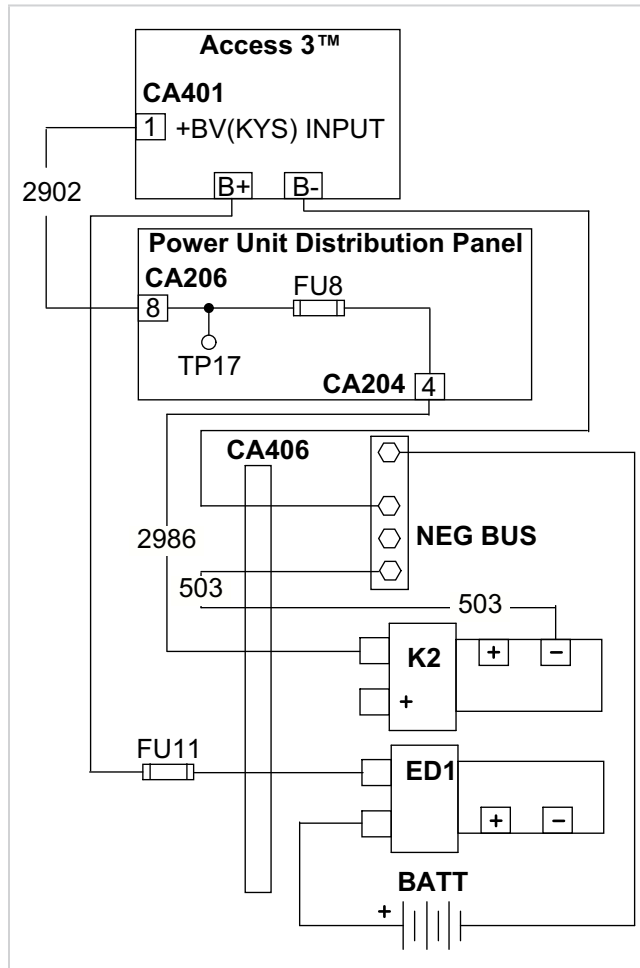 Access 3™
CA401
1 +BV(KYS) INPUT
2902
B+ B-
Power Unit Distribution Panel
CA206
FU8
8
TP17
CA204 4
CA406
2986
NEG BUS
503
503
K2 + −
+
FU11
ED1
+ −
BATT
+